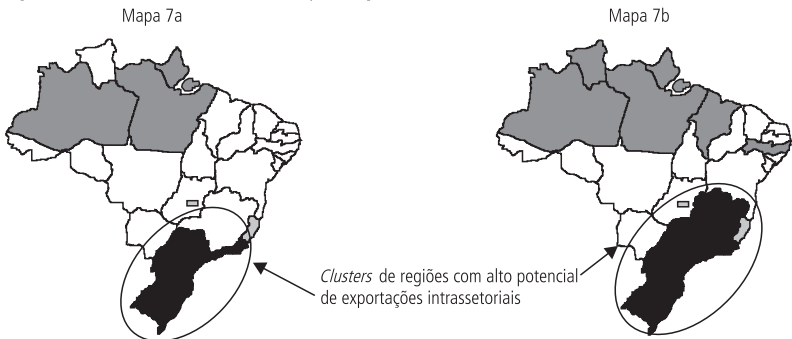 Mapa 7a
Mapa 7b
Clusters de regiões com alto potencial
de exportações intrassetoriais